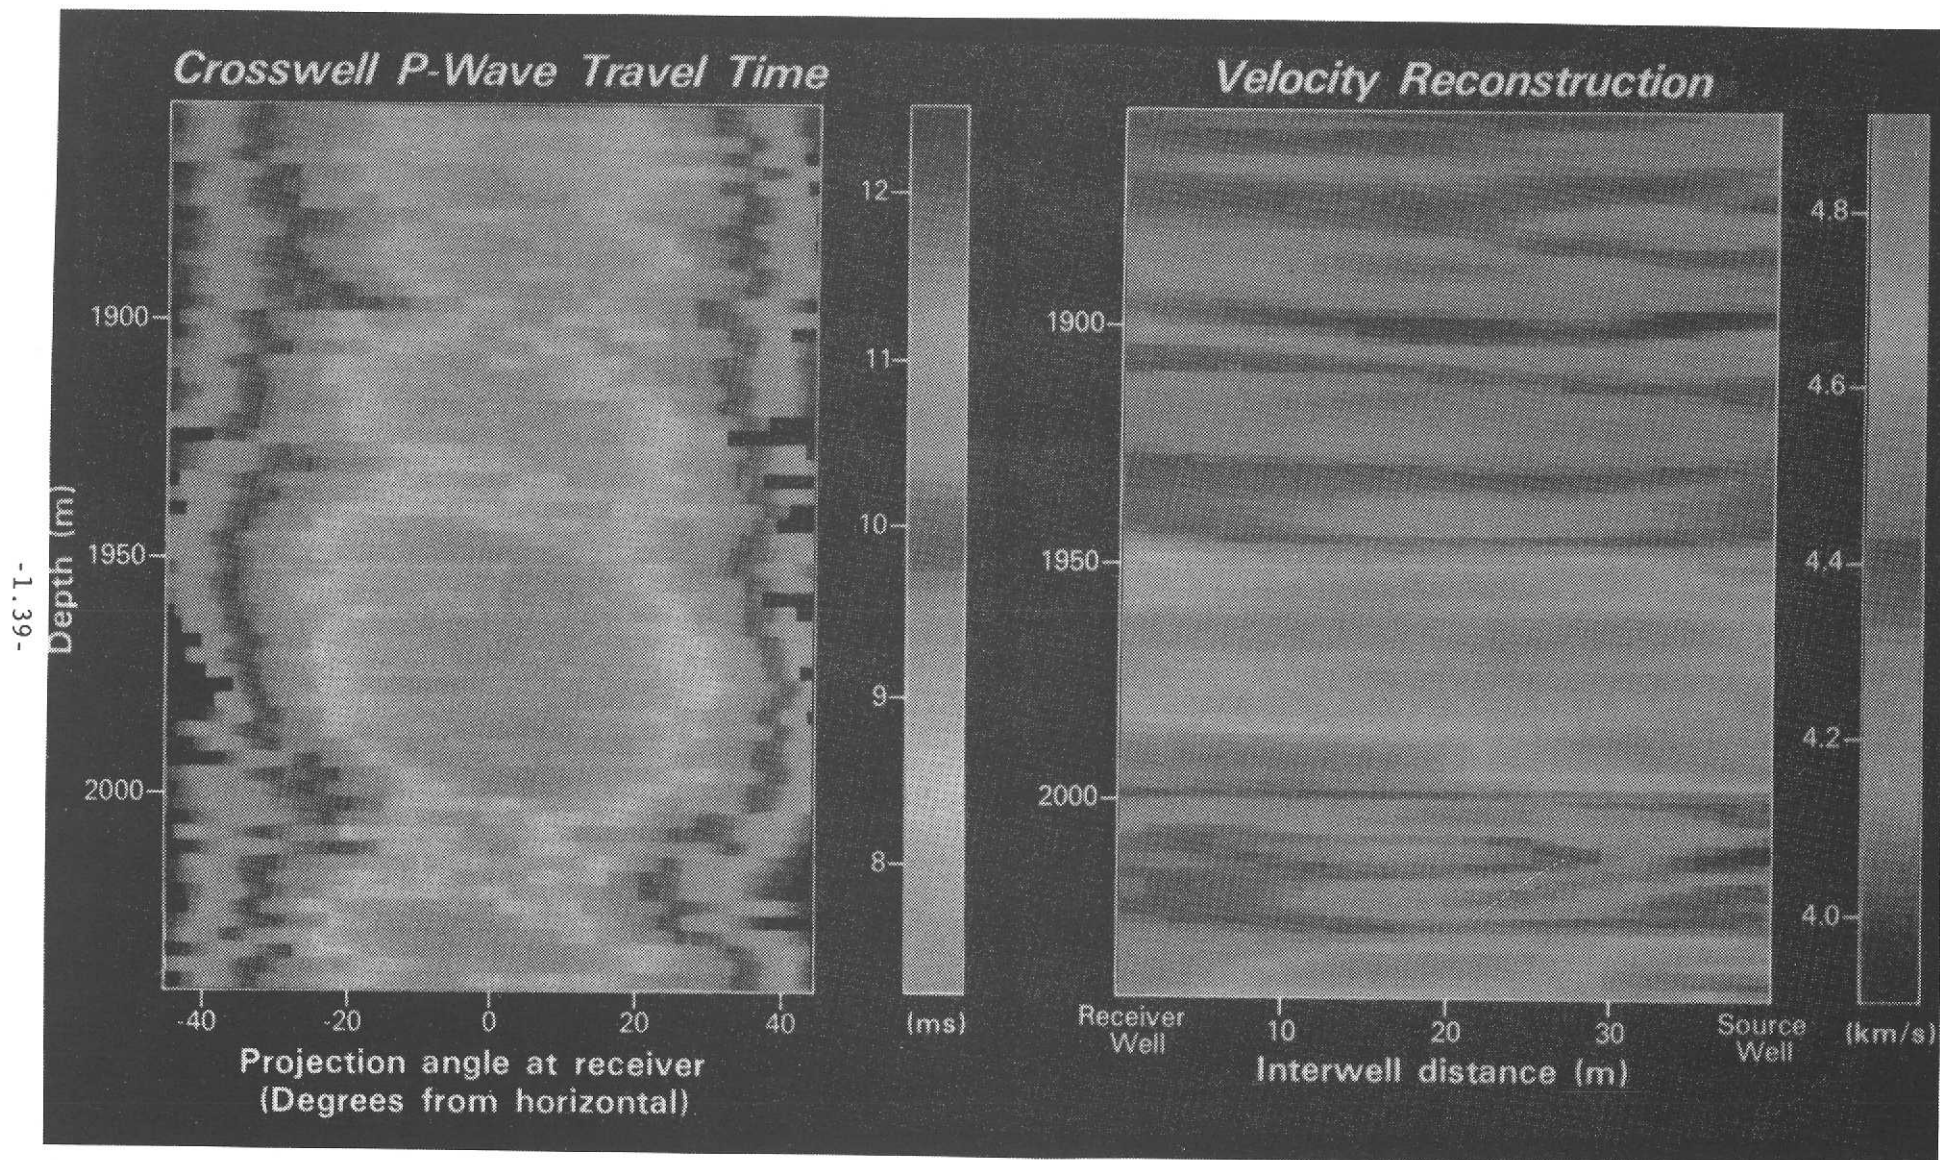 Crosswell P-Wave Travel Time
Depth (m)
1900
1950
2000
-40
-20
0
20
40
Projection angle at receiver
(Degrees from horizontal)
12
11
10
9
8
(ms)
Velocity Reconstruction
1900
1950
2000
Receiver
Well
10
20
30
Source
Well
Interwell distance (m)
4.8
4.6
4.4
4.2
4.0
(km/s)
-1.39-